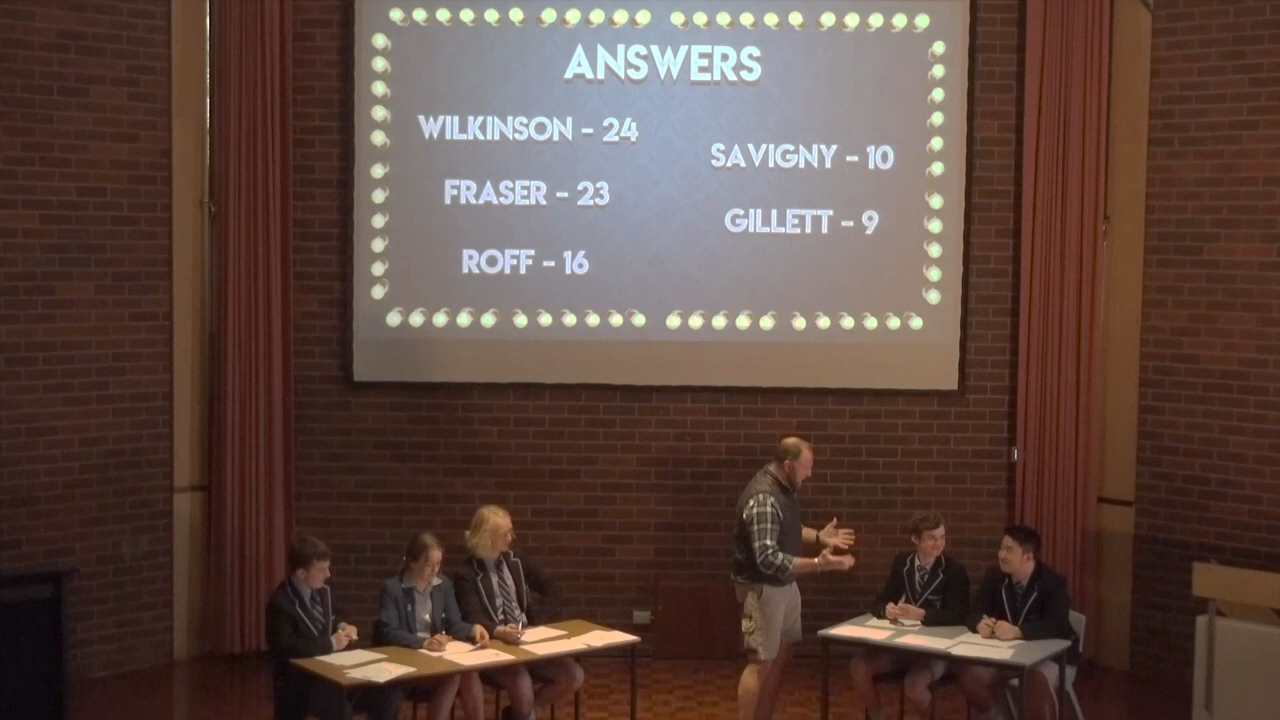 ANSWERS
WILKINSON - 24
FRASER - 23
ROFF - 16
SAVIGNY - 10
GILLETT - 9